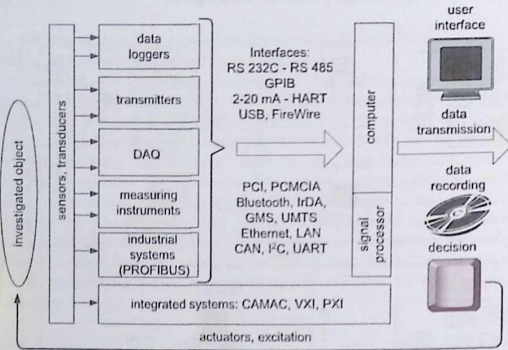 investigated object
sensors, transducers
data
loggers
transmitters
DAQ
measuring
instruments
industrial
systems
(PROFIBUS)
integrated systems: CAMAC, VXI, PXI
Interfaces:
RS 232C - RS 485
GPIB
2-20 mA - HART
USB, FireWire
PCI, PCMCIA
Bluetooth, IrDA,
GMS, UMTS
Ethernet, LAN
CAN, I²C, UART
computer
signal
processor
user
interface
data
transmission
data
recording
decision
actuators, excitation